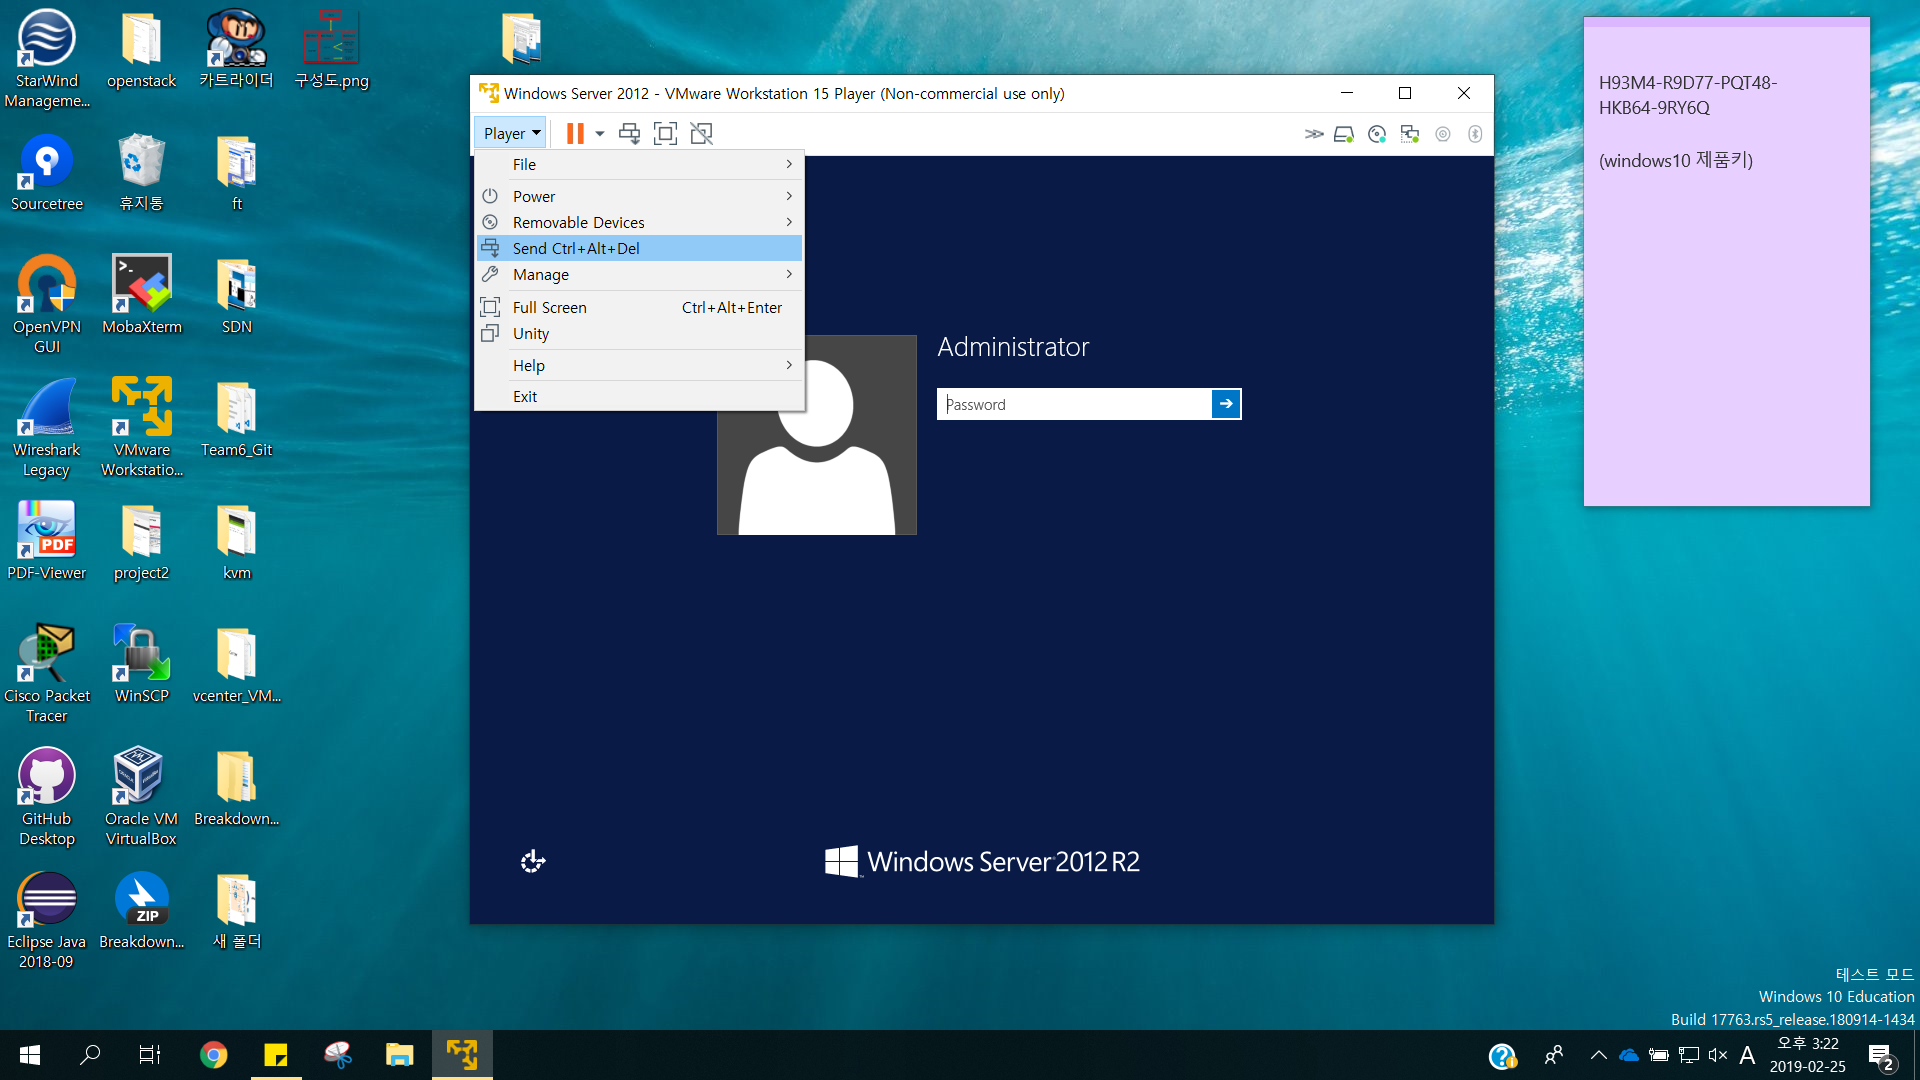 StarWind
Manageme...
openstack
카트라이더
구성도.png
Sourcetree
휴지통
ft
OpenVPN
GUI
MobaXterm
SDN
Wireshark
Legacy
VMware
Workstatio...
Team6_Git
PDF
PDF-Viewer
project2
kvm
Cisco Packet
Tracer
WinSCP
vcenter_VM...
GitHub
Desktop
Oracle VM
VirtualBox
Breakdown...
Eclipse Java
2018-09
ZIP
Breakdown...
새 폴더
Windows Server 2012 - VMware Workstation 15 Player (Non-commercial use only)
Player
File
Power
Removable Devices
Send Ctrl+Alt+Del
Manage
Full Screen Ctrl+Alt+Enter
Unity
Help
Exit
Administrator
Password
Windows Server 2012 R2
H93M4-R9D77-PQT48-
HKB64-9RY6Q
(windows10 제품키)
테스트 모드
Windows 10 Education
Build 17763.rs5_release.180914-1434
A
오후 3:22
2019-02-25
2